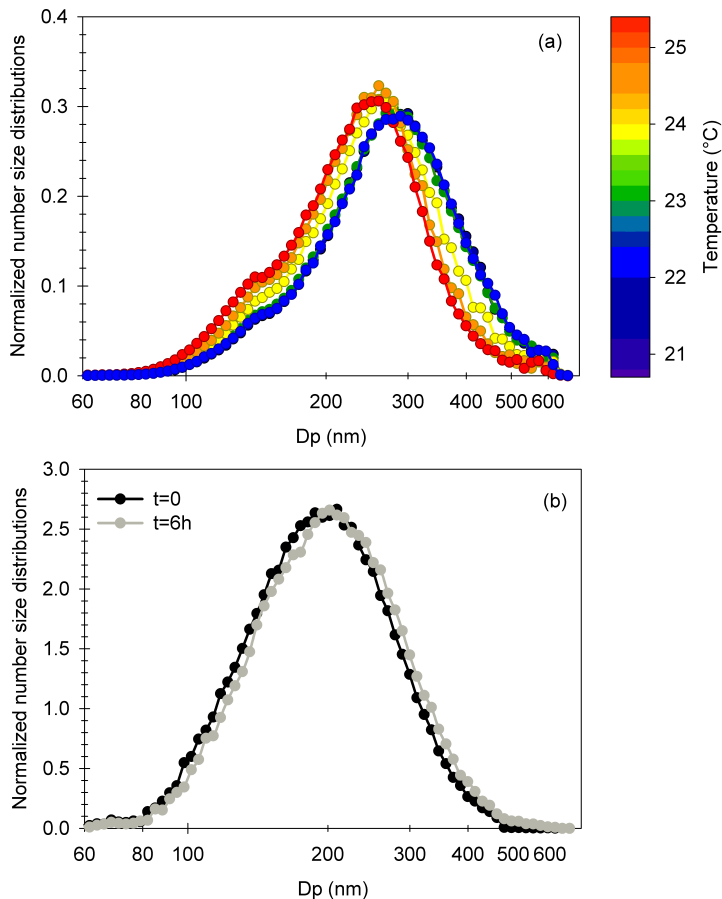 0.4
0.3
0.2
0.1
0.0
Normalized number size distributions
(a)
60 80 100 200 300 400 500 600
Dp (nm)
25
24
23
22
21
Temperature (°C)
3.0
2.5
2.0
1.5
1.0
0.5
0.0
Normalized number size distributions
t=0
t=6h
(b)
60 80 100 200 300 400 500 600
Dp (nm)